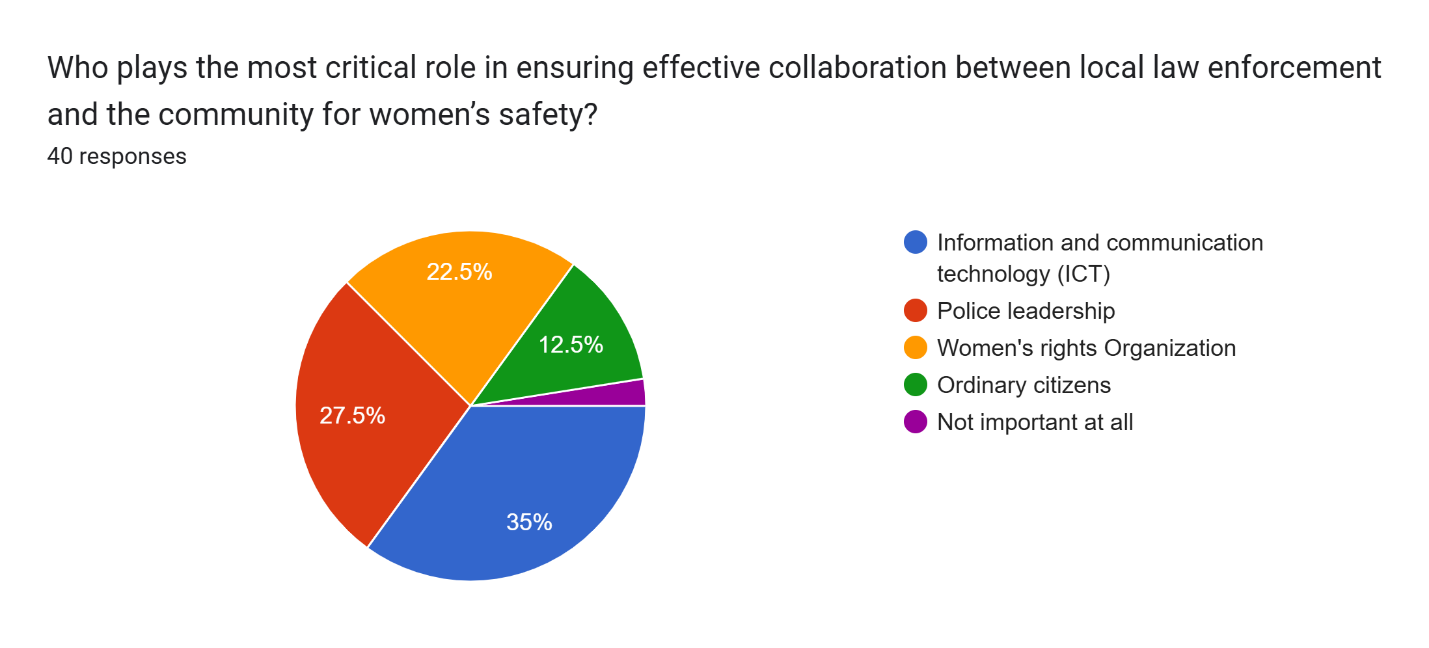 Who plays the most critical role in ensuring effective collaboration between local law enforcement
and the community for women’s safety?
40 responses
22.5%
12.5%
27.5%
35%
Information and communication
technology (ICT)
Police leadership
Women's rights Organization
Ordinary citizens
Not important at all